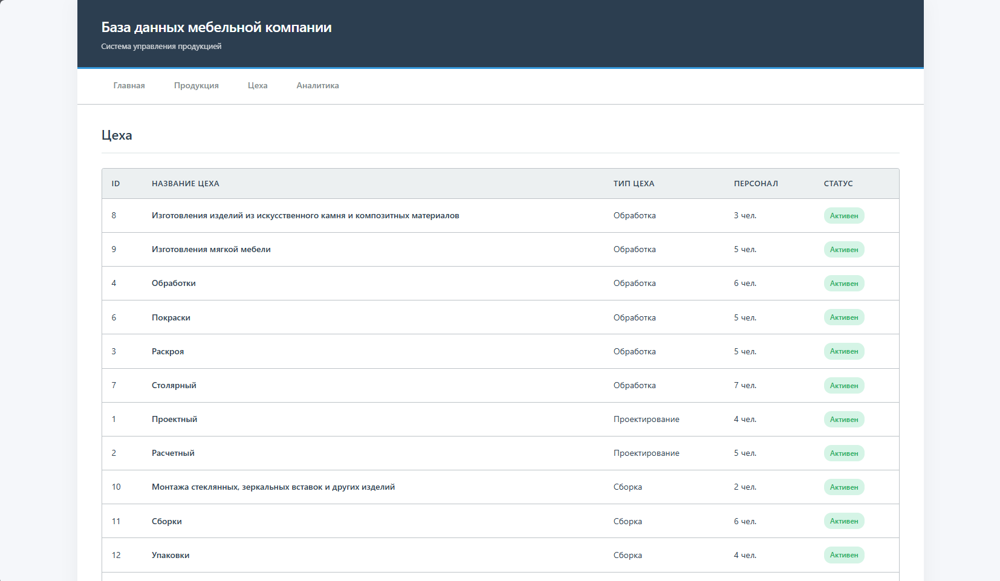 База данных мебельной компании
Система управления продукцией
Главная Продукция Цеха Аналитика
Цеха
ID НАЗВАНИЕ ЦЕХА ТИП ЦЕХА ПЕРСОНАЛ СТАТУС
8 Изготовления изделий из искусственного камня и композитных материалов Обработка 3 чел. Активен
9 Изготовления мягкой мебели Обработка 5 чел. Активен
4 Обработки Обработка 6 чел. Активен
6 Покраски Обработка 5 чел. Активен
3 Раскроя Обработка 5 чел. Активен
7 Столярный Обработка 7 чел. Активен
1 Проектный Проектирование 4 чел. Активен
2 Расчетный Проектирование 5 чел. Активен
10 Монтажа стеклянных, зеркальных вставок и других изделий Сборка 2 чел. Активен
11 Сборки Сборка 6 чел. Активен
12 Упаковки Сборка 4 чел. Активен